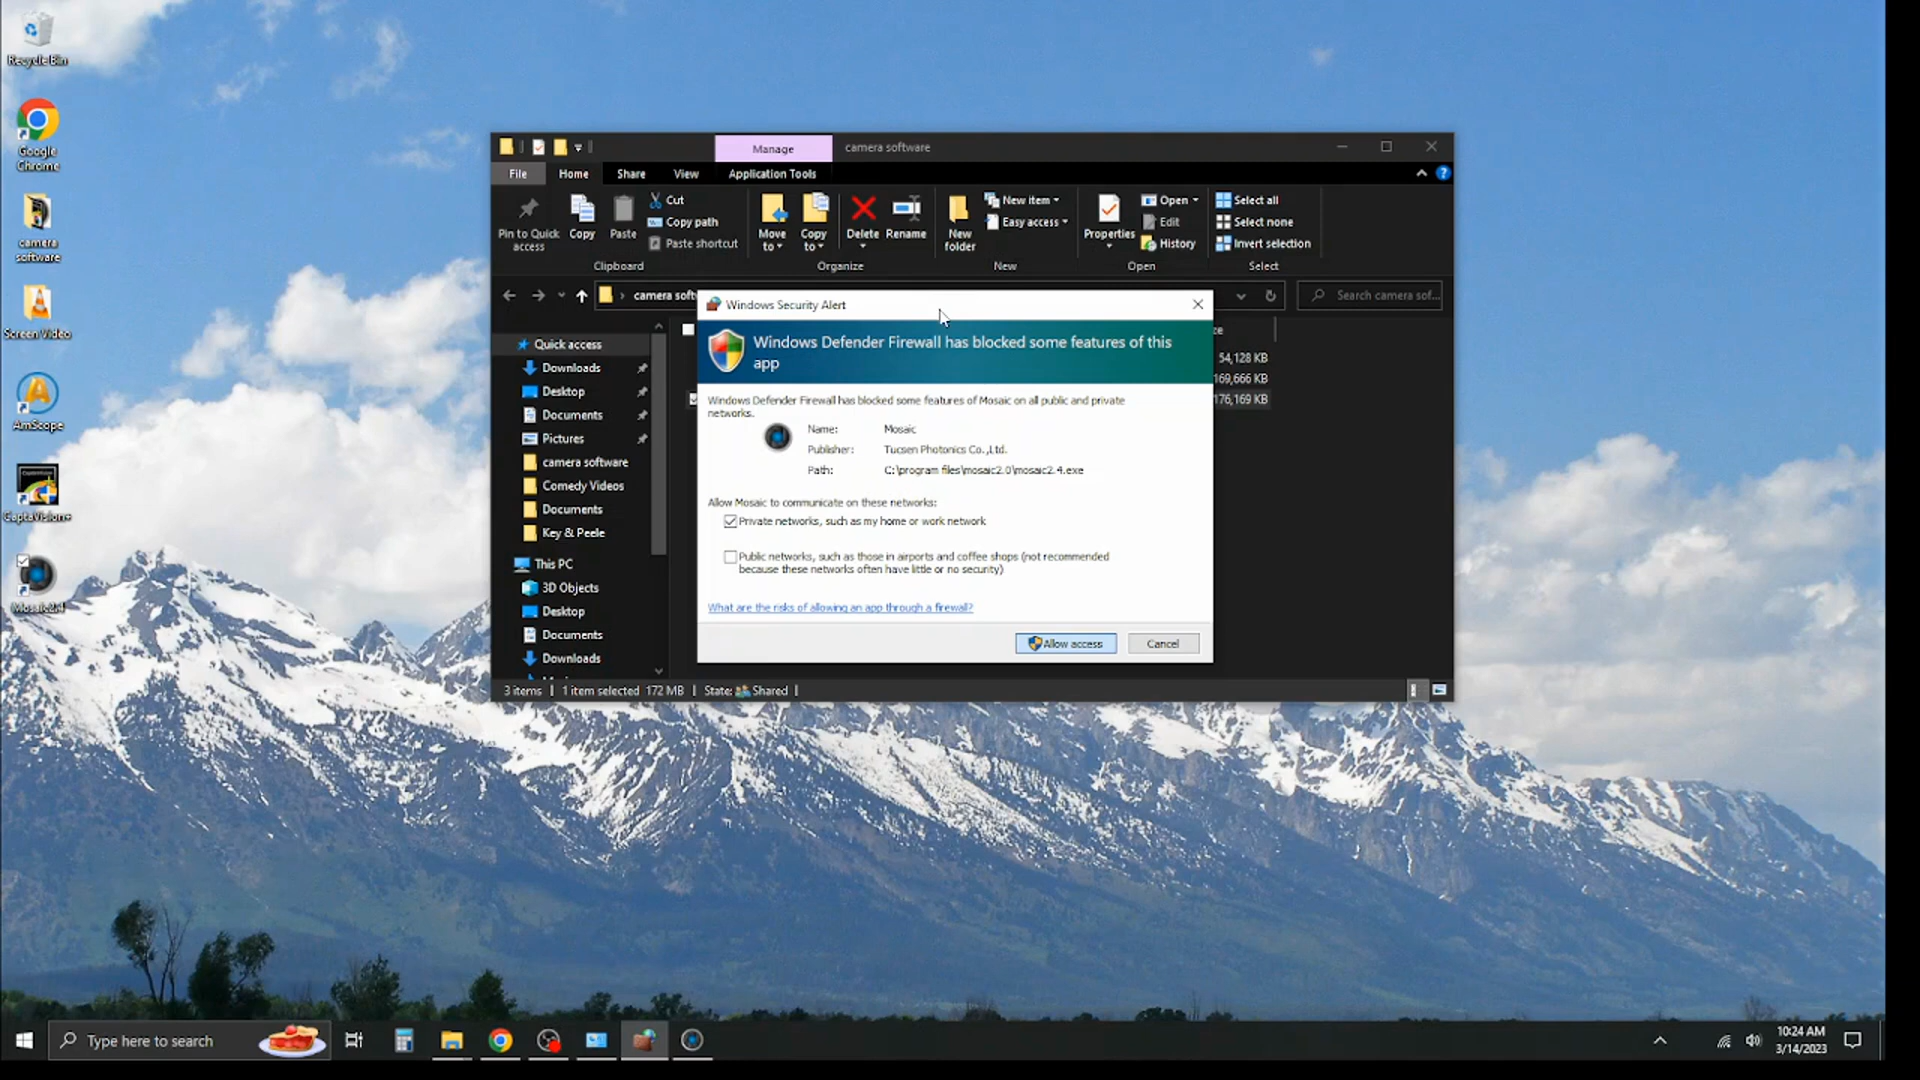 Recycle Bin
Google
Chrome
camera
software
Screen Video
AmScope
CaptaVision+
Mosaic2.4
Manage
camera software
File
Home
Share
View
Application Tools
Pin to Quick
access
Copy
Paste
Cut
Copy path
Paste shortcut
Clipboard
Move
to
Copy
to
Delete
Rename
Organize
New
folder
New item
Easy access
New
Properties
Open
Edit
History
Open
Select all
Select none
Invert selection
Select
camera soft
Search camera sof...
Quick access
Downloads
Desktop
Documents
Pictures
camera software
Comedy Videos
Documents
Key & Peele
This PC
3D Objects
Desktop
Documents
Downloads
ze
54,128 KB
169,666 KB
176,169 KB
Windows Security Alert
Windows Defender Firewall has blocked some features of this
app
Windows Defender Firewall has blocked some features of Mosaic on all public and private
networks.
Name: Mosaic
Publisher: Tucsen Photonics Co.,Ltd.
Path: C:\program files\mosaic2.0\mosaic2.4.exe
Allow Mosaic to communicate on these networks:
Private networks, such as my home or work network
Public networks, such as those in airports and coffee shops (not recommended
because these networks often have little or no security)
What are the risks of allowing an app through a firewall?
Allow access
Cancel
3 items
1 item selected 172 MB
State: Shared
Type here to search
10:24 AM
3/14/2023